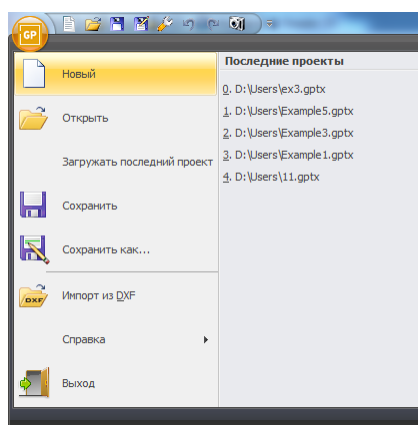 GP
Новый
Открыть
Загружать последний проект
Сохранить
Сохранить как...
DXF
Импорт из DXF
Справка
Выход
Последние проекты
0. D:\Users\ex3.gptx
1. D:\Users\Example5.gptx
2. D:\Users\Example3.gptx
3. D:\Users\Example1.gptx
4. D:\Users\11.gptx